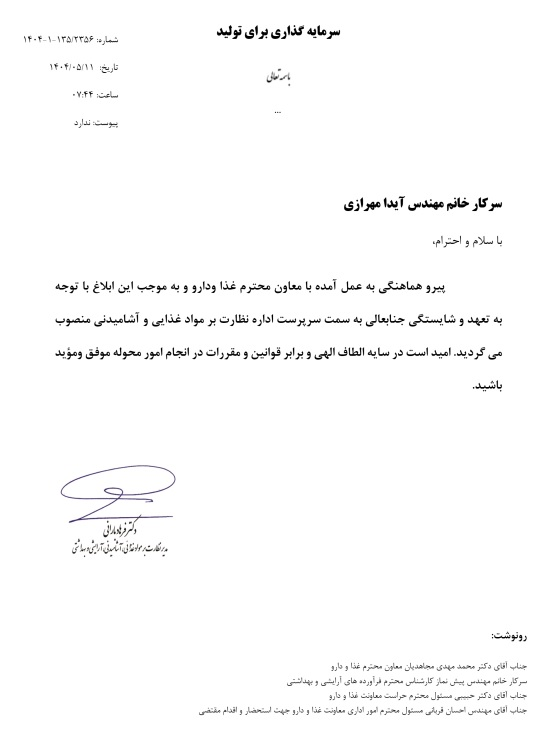 سرمایه گذاری برای تولید
شماره: ۱۴۰۴-۱-۱۳۵/۲۳۵۶
تاریخ: ۱۴۰۴/۰۵/۱۱
ساعت: ۰۷:۴۴
پیوست: ندارد
باسمه تعالی
...
سرکار خانم مهندس آیدا مهرازی
با سلام و احترام،
پیرو هماهنگی به عمل آمده با معاون محترم غذا ودارو و به موجب این ابلاغ با توجه
به تعهد و شایستگی جنابعالی به سمت سرپرست اداره نظارت بر مواد غذایی و آشامیدنی منصوب
می گردید. امید است در سایه الطاف الهی و برابر قوانین و مقررات در انجام امور محوله موفق ومؤید
باشید.
دکتر فرهاد بارانی
مدیر نظارت بر مواد غذائی، آشامیدنی، آرایشی و بهداشتی
رونوشت:
جناب آقای دکتر محمد مهدی مجاهدیان معاون محترم غذا و دارو
سرکار خانم مهندس پیش نماز کارشناس محترم فرآورده های آرایشی و بهداشتی
جناب آقای دکتر حبیبی مسئول محترم حراست معاونت غذا و دارو
جناب آقای مهندس احسان قربانی مسئول محترم امور اداری معاونت غذا و دارو جهت استحضار و اقدام مقتضی